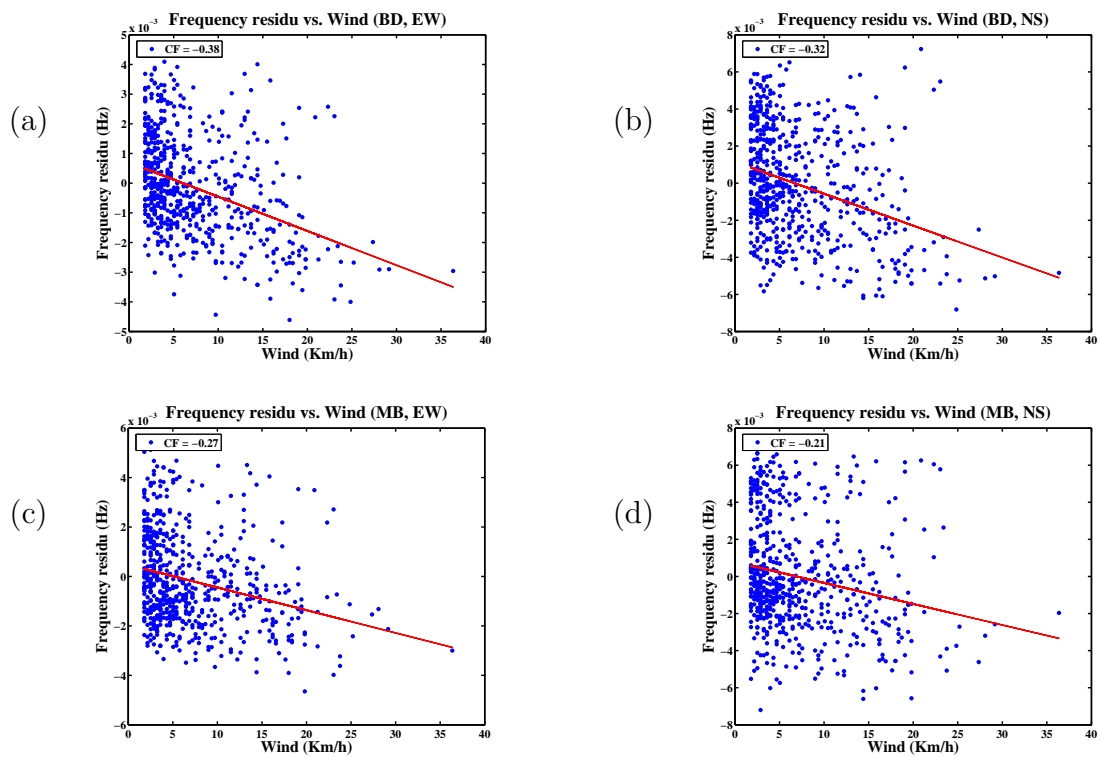 (a)
Frequency residu vs. Wind (BD, EW)
x 10⁻³
CF = −0.38
5
4
3
2
1
0
−1
−2
−3
−4
−5
Frequency residu (Hz)
0 5 10 15 20 25 30 35 40
Wind (Km/h)
(b)
Frequency residu vs. Wind (BD, NS)
x 10⁻³
CF = −0.32
8
6
4
2
0
−2
−4
−6
−8
Frequency residu (Hz)
0 5 10 15 20 25 30 35 40
Wind (Km/h)
(c)
Frequency residu vs. Wind (MB, EW)
x 10⁻³
CF = −0.27
6
4
2
0
−2
−4
−6
Frequency residu (Hz)
0 5 10 15 20 25 30 35 40
Wind (Km/h)
(d)
Frequency residu vs. Wind (MB, NS)
x 10⁻³
CF = −0.21
8
6
4
2
0
−2
−4
−6
−8
Frequency residu (Hz)
0 5 10 15 20 25 30 35 40
Wind (Km/h)